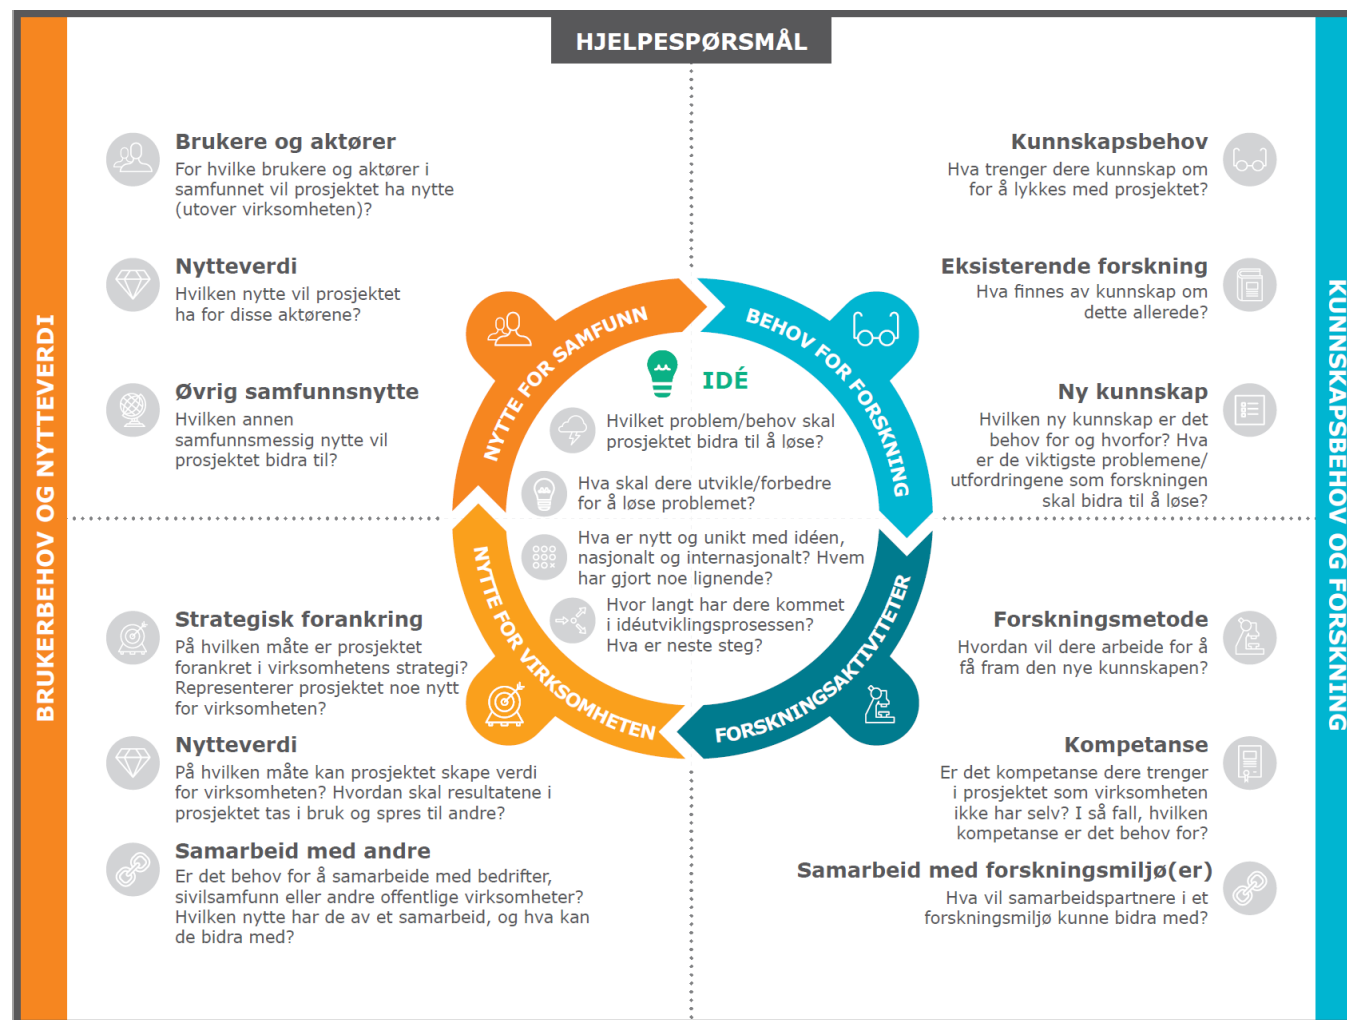 HJELPESPØRSMÅL
BRUKERBEHOV OG NYTTEVERDI
Brukere og aktører
For hvilke brukere og aktører i
samfunnet vil prosjektet ha nytte
(utover virksomheten)?
Nytteverdi
Hvilken nytte vil prosjektet
ha for disse aktørene?
Øvrig samfunnsnytte
Hvilken annen
samfunnsmessig nytte vil
prosjektet bidra til?
Strategisk forankring
På hvilken måte er prosjektet
forankret i virksomhetens strategi?
Representerer prosjektet noe nytt
for virksomheten?
Nytteverdi
På hvilken måte kan prosjektet skape verdi
for virksomheten? Hvordan skal resultatene i
prosjektet tas i bruk og spres til andre?
Samarbeid med andre
Er det behov for å samarbeide med bedrifter,
sivilsamfunn eller andre offentlige virksomheter?
Hvilken nytte har de av et samarbeid, og hva kan
de bidra med?
NYTTE FOR SAMFUNN
BEHOV FOR FORSKNING
FORSKNINGSAKTIVITETER
NYTTE FOR VIRKSOMHETEN
IDÉ
Hvilket problem/behov skal
prosjektet bidra til å løse?
Hva skal dere utvikle/forbedre
for å løse problemet?
Hva er nytt og unikt med idéen,
nasjonalt og internasjonalt? Hvem
har gjort noe lignende?
Hvor langt har dere kommet
i idéutviklingsprosessen?
Hva er neste steg?
Kunnskapsbehov
Hva trenger dere kunnskap om
for å lykkes med prosjektet?
Eksisterende forskning
Hva finnes av kunnskap om
dette allerede?
Ny kunnskap
Hvilken ny kunnskap er det
behov for og hvorfor? Hva
er de viktigste problemene/
utfordringene som forskningen
skal bidra til å løse?
Forskningsmetode
Hvordan vil dere arbeide for å
få fram den nye kunnskapen?
Kompetanse
Er det kompetanse dere trenger
i prosjektet som virksomheten
ikke har selv? I så fall, hvilken
kompetanse er det behov for?
Samarbeid med forskningsmiljø(er)
Hva vil samarbeidspartnere i et
forskningsmiljø kunne bidra med?
KUNNSKAPSBEHOV OG FORSKNING